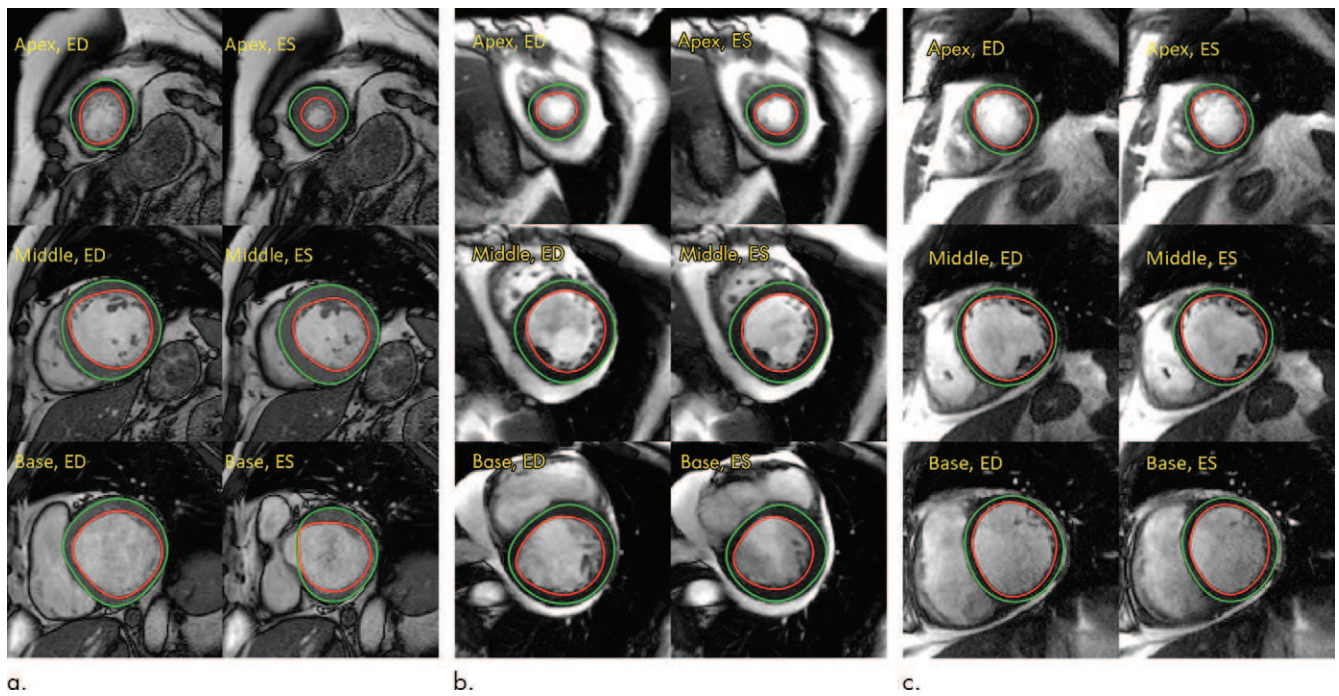 Apex, ED
Apex, ES
Middle, ED
Middle, ES
Base, ED
Base, ES
a.
Apex, ED
Apex, ES
Middle, ED
Middle, ES
Base, ED
Base, ES
b.
Apex, ED
Apex, ES
Middle, ED
Middle, ES
Base, ED
Base, ES
c.